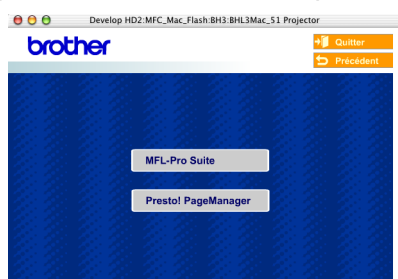 Develop HD2:MFC_Mac_Flash:BH3:BHL3Mac_51 Projector
brother
Quitter
Précédent
MFL-Pro Suite
Presto! PageManager